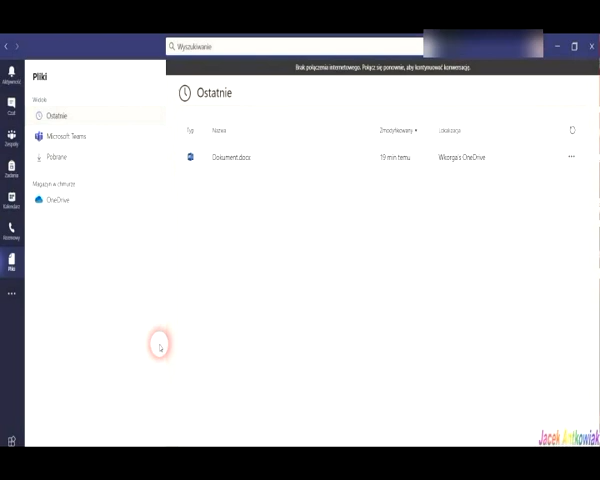 Wyszukiwanie
Brak połączenia internetowego. Połącz się ponownie, aby kontynuować konwersację.
Aktywność
Czat
Zespoły
Zadania
Kalendarz
Rozmowy
Pliki
Pliki
Widoki
Ostatnie
Microsoft Teams
Pobrane
Magazyn w chmurze
OneDrive
Ostatnie
Typ Nazwa Zmodyfikowany Lokalizacja
Dokument.docx 19 min temu Wkorga's OneDrive
Jacek Antkowiak